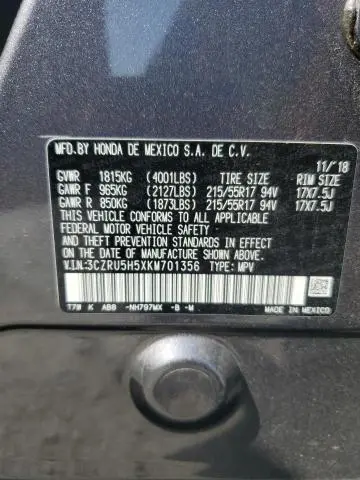 MFD.BY HONDA DE MEXICO S.A. DE C.V.
11/'18
GVWR 1815KG (4001LBS) TIRE SIZE RIM SIZE
GAWR F 965KG (2127LBS) 215/55R17 94V 17X7.5J
GAWR R 850KG (1873LBS) 215/55R17 94V 17X7.5J
THIS VEHICLE CONFORMS TO ALL APPLICABLE
FEDERAL MOTOR VEHICLE SAFETY, BUMPER, AND
THEFT PREVENTION STANDARDS IN EFFECT ON THE
DATE OF MANUFACTURE SHOWN ABOVE.
V.I.N:3CZRU5H5XKM701356 TYPE: MPV
T7W K ABB -NH797MX -B -M
MADE IN MEXICO